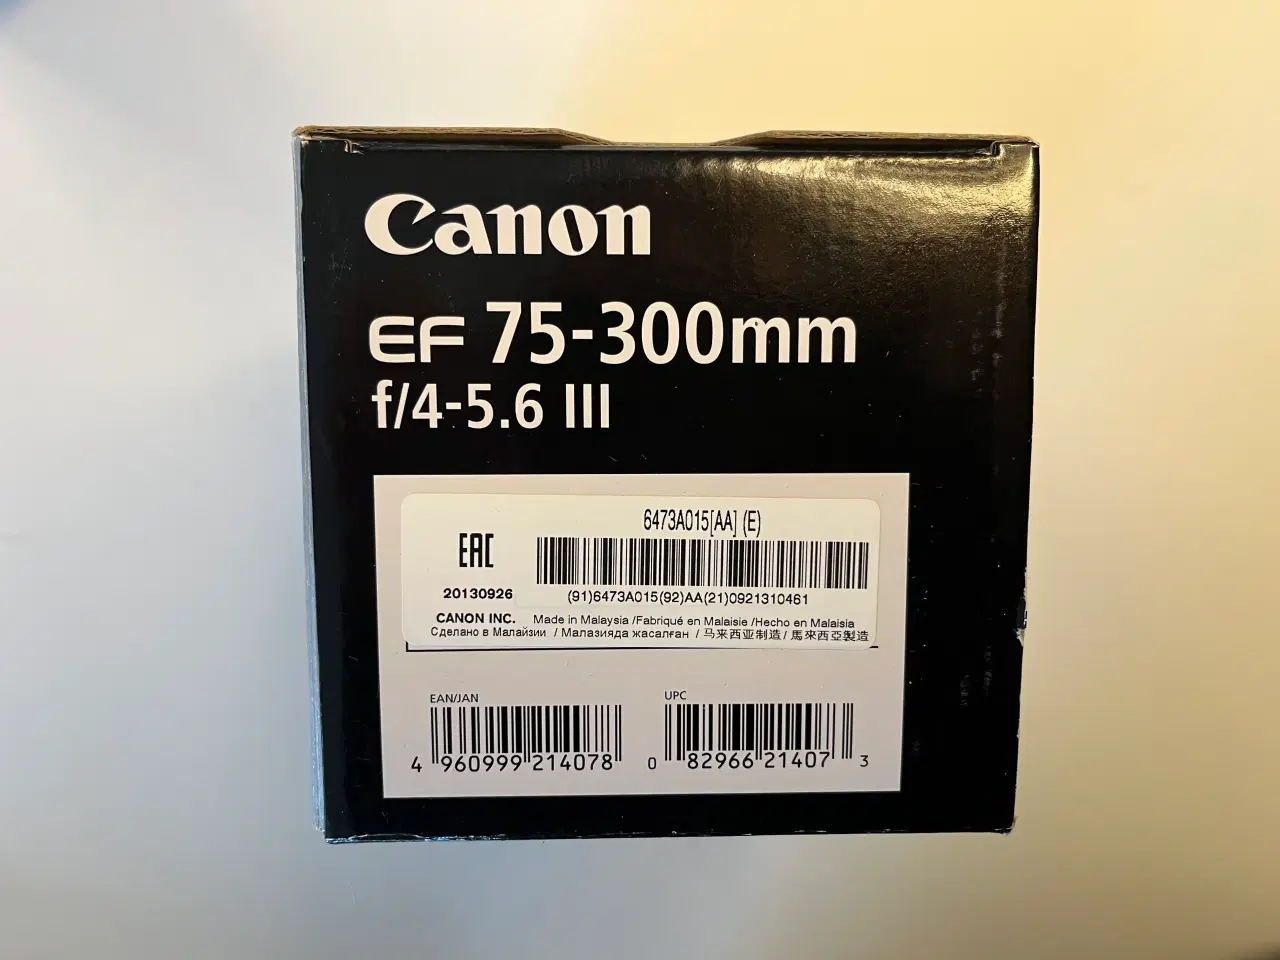 Canon
EF 75-300mm
f/4-5.6 III
6473A015[AA] (E)
EAC
20130926
(91)6473A015(92)AA(21)0921310461
CANON INC. Made in Malaysia /Fabriqué en Malaisie /Hecho en Malaisia
Сделано в Малайзии / Малазияда жасалған / 马来西亚制造/ 馬來西亞製造
EAN/JAN
4 960999 214078
UPC
0 82966 21407 3